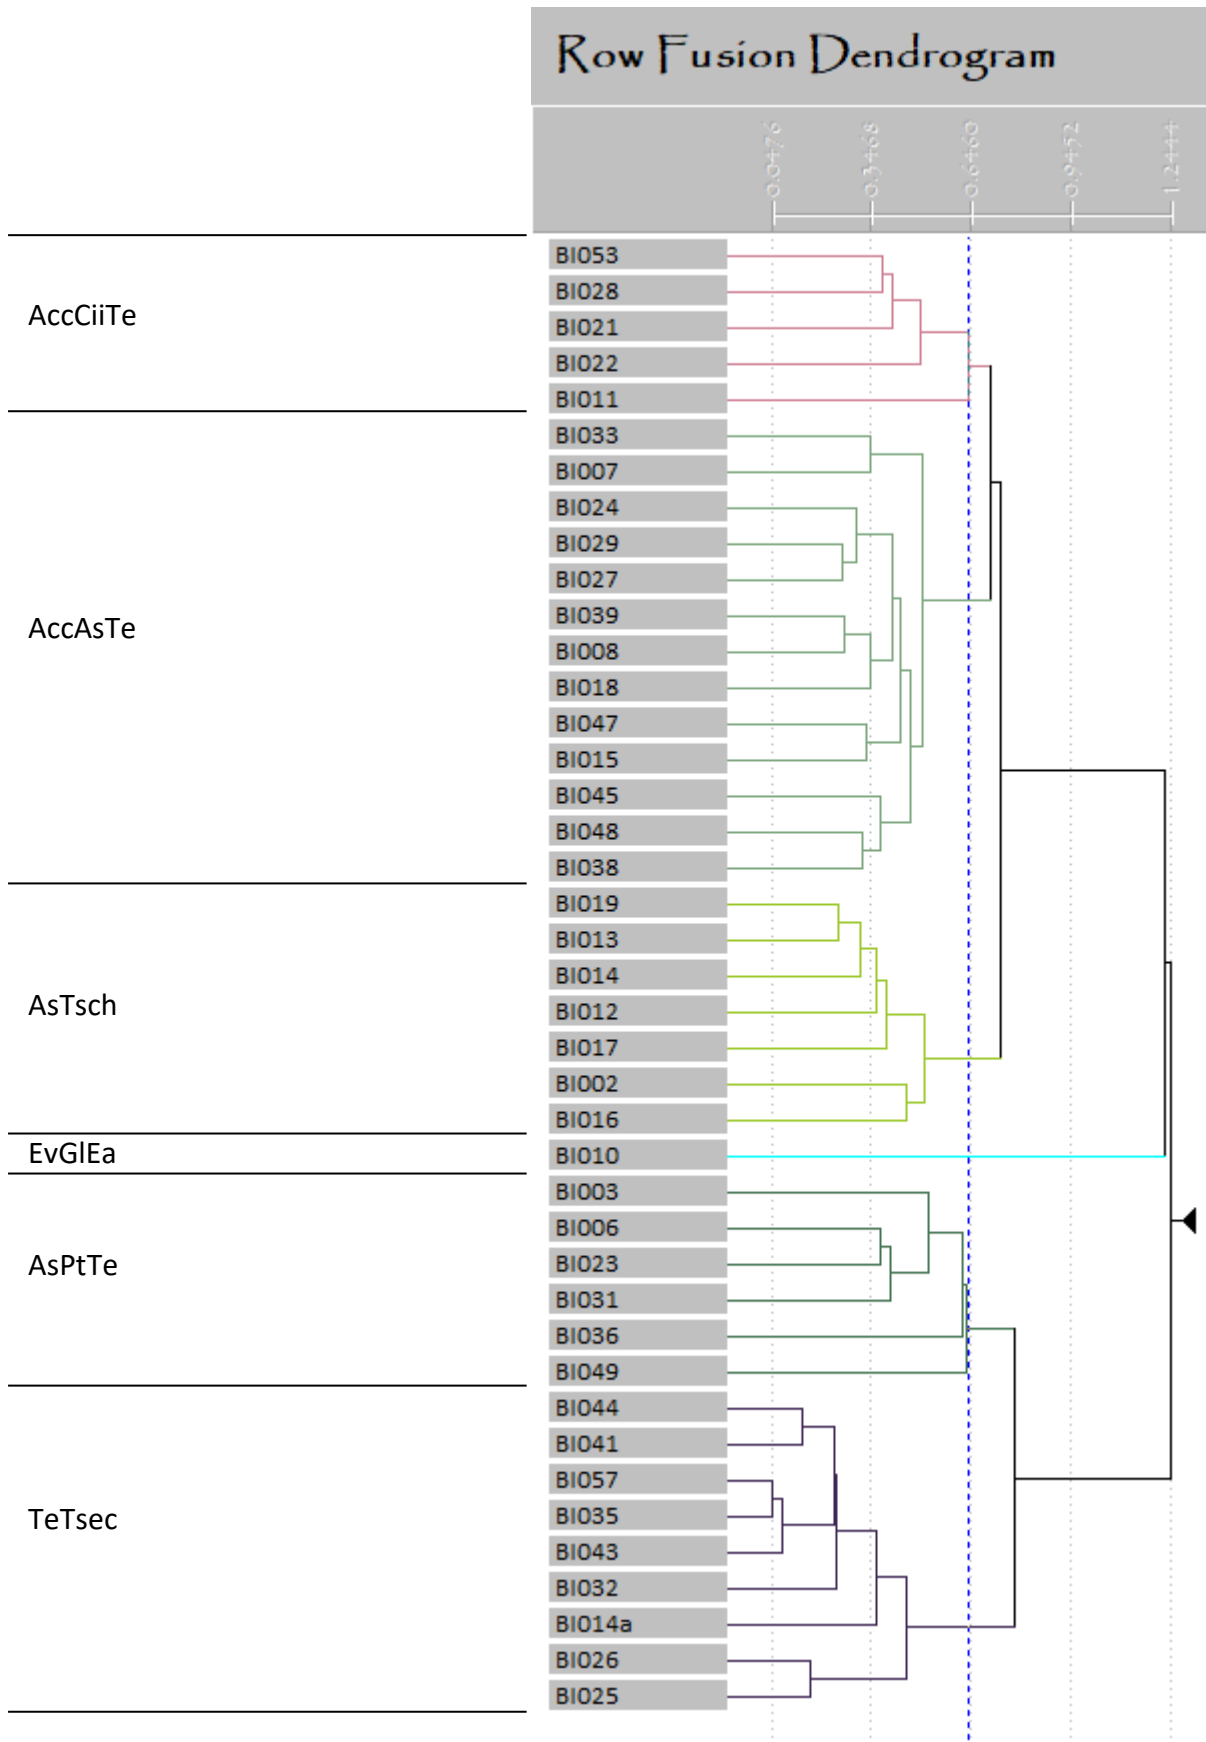 Row Fusion Dendrogram
0.0476
0.3468
0.6460
0.9452
1.2444
AccCiiTe
BI053
BI028
BI021
BI022
BI011
AccAsTe
BI033
BI007
BI024
BI029
BI027
BI039
BI008
BI018
BI047
BI015
BI045
BI048
BI038
AsTsch
BI019
BI013
BI014
BI012
BI017
BI002
BI016
EvGlEa
BI010
AsPtTe
BI003
BI006
BI023
BI031
BI036
BI049
TeTsec
BI044
BI041
BI057
BI035
BI043
BI032
BI014a
BI026
BI025